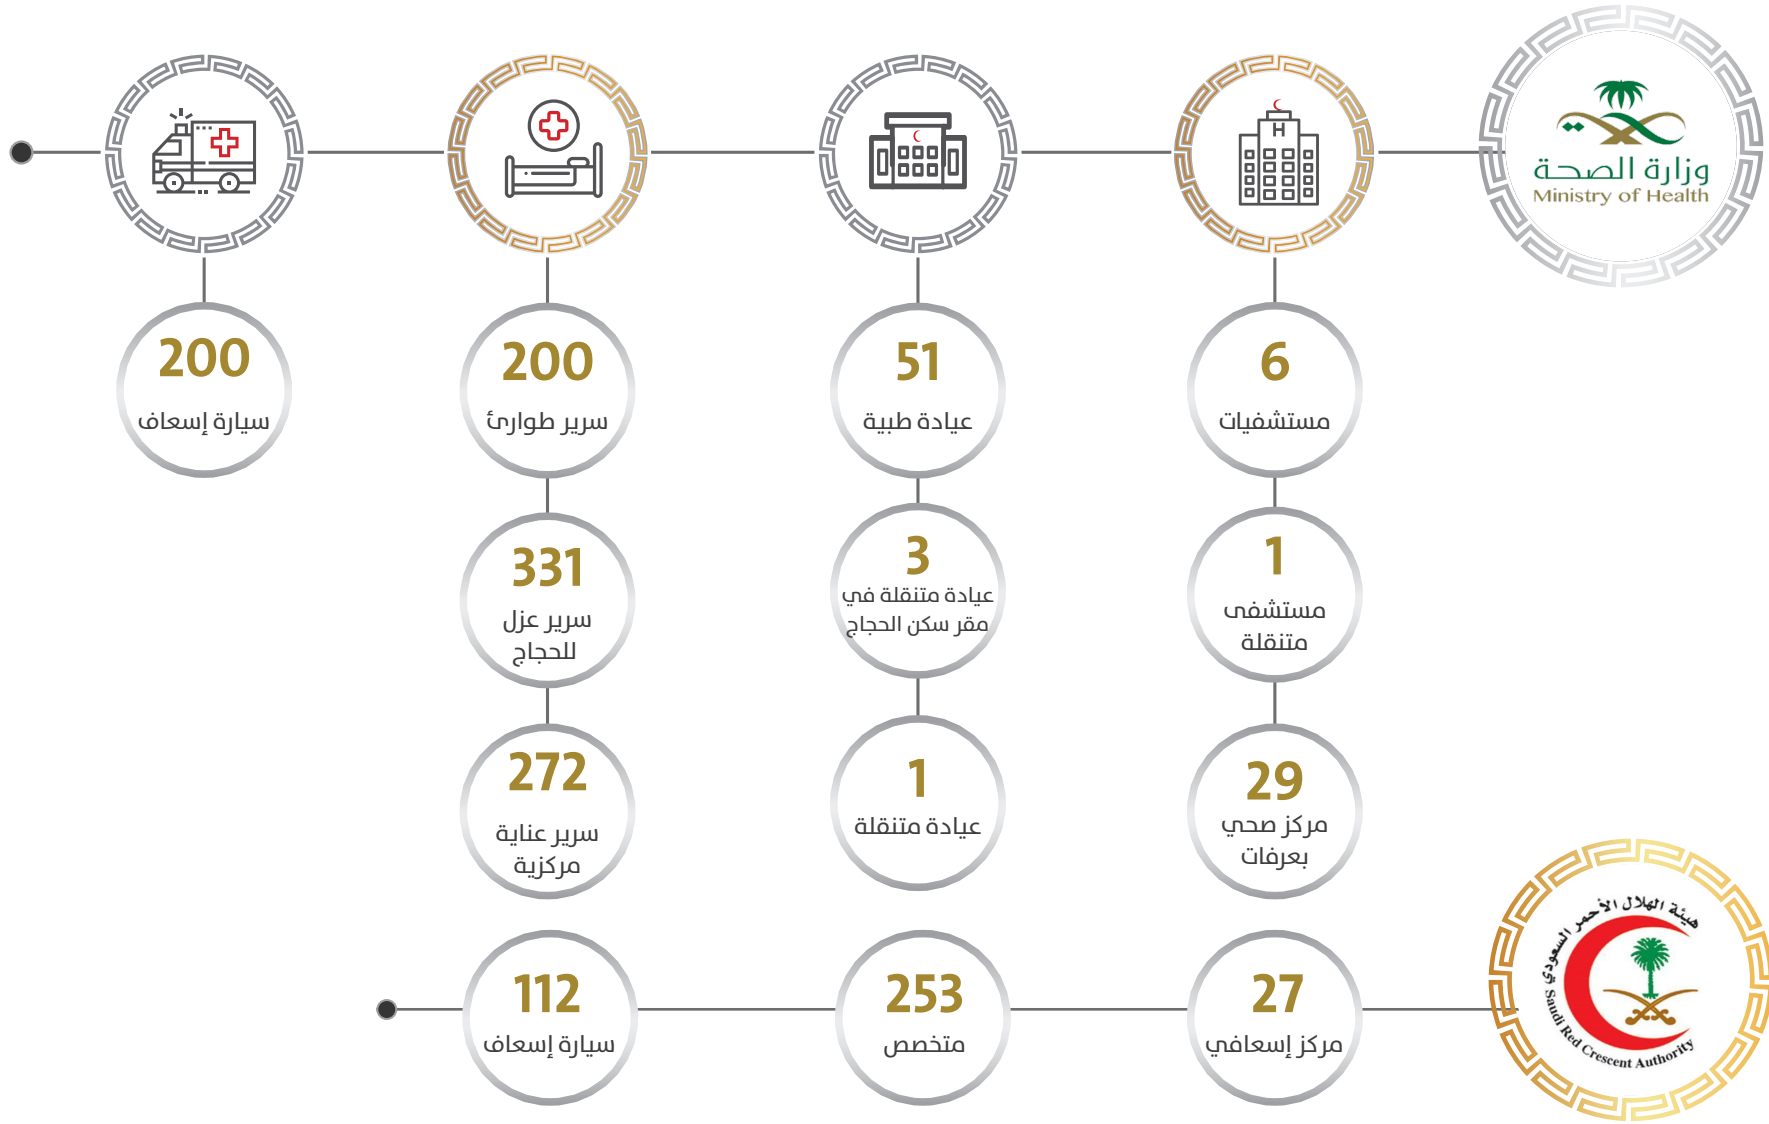 وزارة الصحة
Ministry of Health
H
6
مستشفيات
1
مستشفى
متنقلة
29
مركز صحي
بعرفات
51
عيادة طبية
3
عيادة متنقلة في
مقر سكن الحجاج
1
عيادة متنقلة
200
سرير طوارئ
331
سرير عزل
للحجاج
272
سرير عناية
مركزية
200
سيارة إسعاف
هيئة الهلال الأحمر السعودي
Saudi Red Crescent Authority
27
مركز إسعافي
253
متخصص
112
سيارة إسعاف